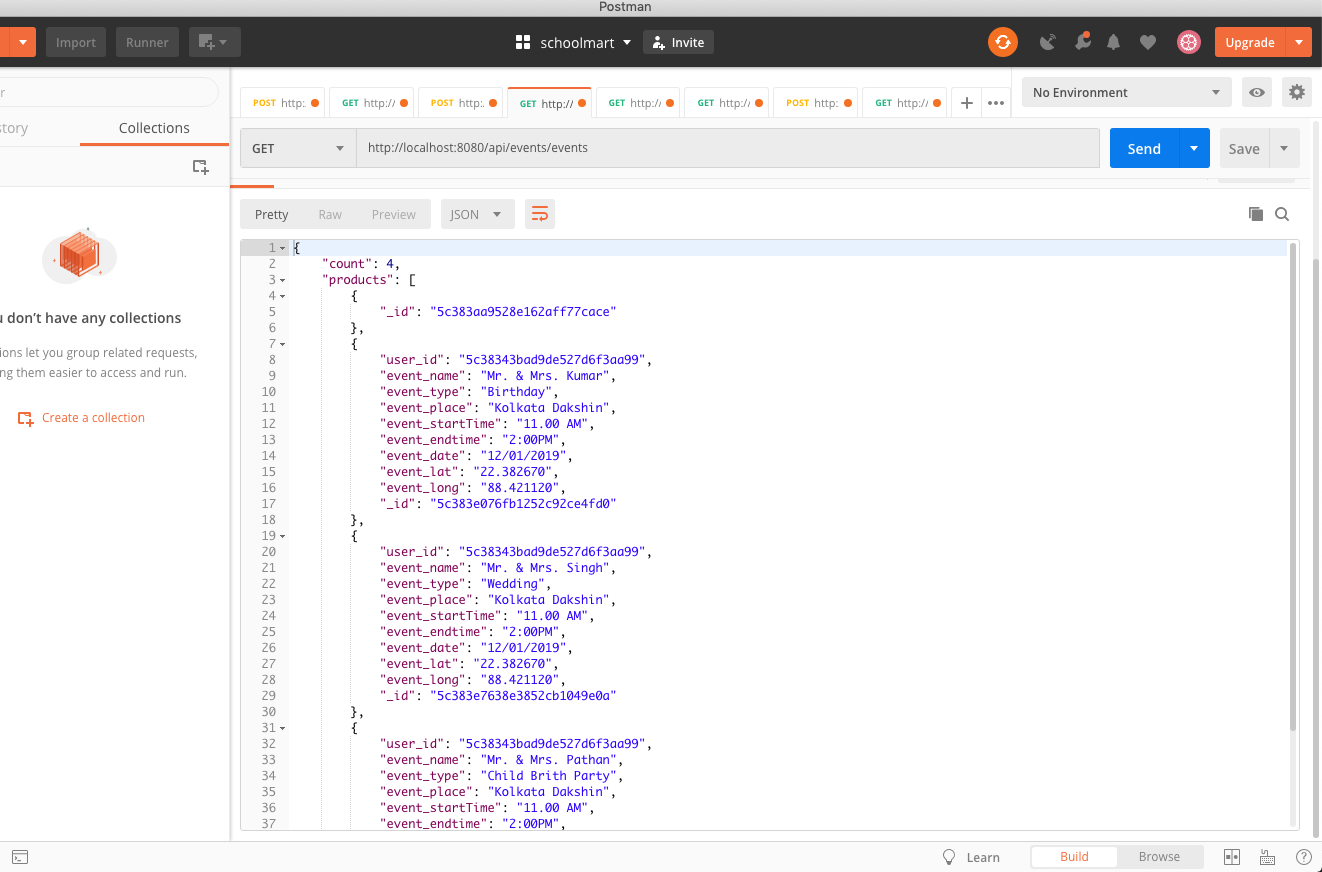 Postman
Import
Runner
schoolmart
Invite
Upgrade
r
story
Collections
POST http:.
GET http://
POST http:.
GET http://
GET http://
GET http://
POST http:
GET http://
No Environment
GET
http://localhost:8080/api/events/events
Send
Save
Pretty
Raw
Preview
JSON
u don’t have any collections
ions let you group related requests,
ng them easier to access and run.
Create a collection
1 {
2 "count": 4,
3 "products": [
4 {
5 "_id": "5c383aa9528e162aff77cace"
6 },
7 {
8 "user_id": "5c38343bad9de527d6f3aa99",
9 "event_name": "Mr. & Mrs. Kumar",
10 "event_type": "Birthday",
11 "event_place": "Kolkata Dakshin",
12 "event_startTime": "11.00 AM",
13 "event_endtime": "2:00PM",
14 "event_date": "12/01/2019",
15 "event_lat": "22.382670",
16 "event_long": "88.421120",
17 "_id": "5c383e076fb1252c92ce4fd0"
18 },
19 {
20 "user_id": "5c38343bad9de527d6f3aa99",
21 "event_name": "Mr. & Mrs. Singh",
22 "event_type": "Wedding",
23 "event_place": "Kolkata Dakshin",
24 "event_startTime": "11.00 AM",
25 "event_endtime": "2:00PM",
26 "event_date": "12/01/2019",
27 "event_lat": "22.382670",
28 "event_long": "88.421120",
29 "_id": "5c383e7638e3852cb1049e0a"
30 },
31 {
32 "user_id": "5c38343bad9de527d6f3aa99",
33 "event_name": "Mr. & Mrs. Pathan",
34 "event_type": "Child Brith Party",
35 "event_place": "Kolkata Dakshin",
36 "event_startTime": "11.00 AM",
37 "event_endtime": "2:00PM",
Learn
Build
Browse